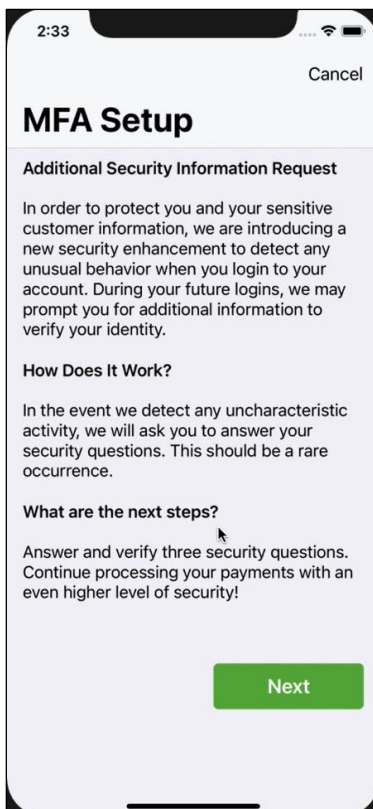 2:33
Cancel
MFA Setup
Additional Security Information Request
In order to protect you and your sensitive
customer information, we are introducing a
new security enhancement to detect any
unusual behavior when you login to your
account. During your future logins, we may
prompt you for additional information to
verify your identity.
How Does It Work?
In the event we detect any uncharacteristic
activity, we will ask you to answer your
security questions. This should be a rare
occurrence.
What are the next steps?
Answer and verify three security questions.
Continue processing your payments with an
even higher level of security!
Next